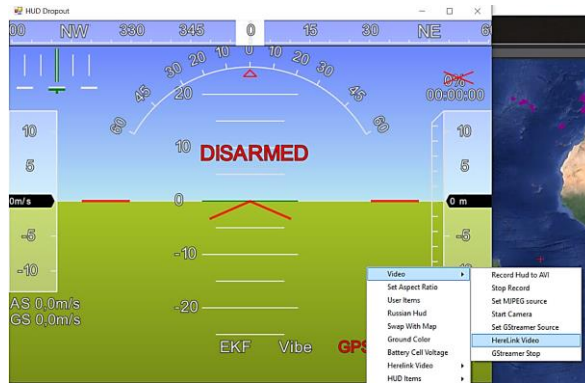 HUD Dropout
00 NW 330 345 0 15 30 NE 6
60 45 30 20 10 0 10 20 30 45 60
0%
00:00:00
20
10 DISARMED 10
5 5
10
0m/s 0 0 m
-5 -5
-10
-10
-20
AS 0,0m/s
GS 0,0m/s
EKF Vibe GPS
Video
Set Aspect Ratio
User Items
Russian Hud
Swap With Map
Ground Color
Battery Cell Voltage
Herelink Video
HUD Items
Record Hud to AVI
Stop Record
Set MJPEG source
Start Camera
Set GStreamer Source
HereLink Video
GStreamer Stop